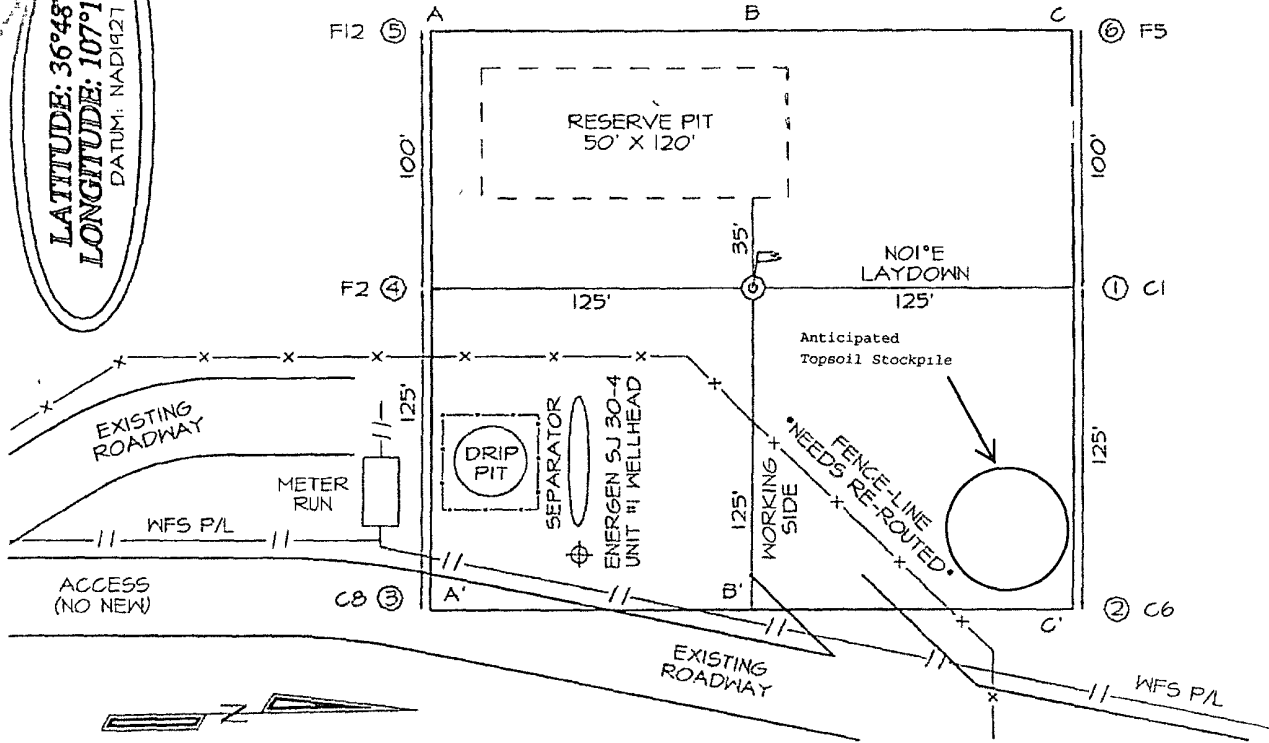 LATITUDE: 36°48'
LONGITUDE: 107°1
DATUM: NAD1927
A
B
C
F12 ⑤
⑥ F5
RESERVE PIT
50' X 120'
100'
100'
35'
N01°E
LAYDOWN
F2 ④
① C1
125'
125'
Anticipated
Topsoil Stockpile
EXISTING
ROADWAY
125'
DRIP
PIT
SEPARATOR
ENERGEN SJ 30-4
UNIT #1 WELLHEAD
METER
RUN
WFS P/L
125'
WORKING
SIDE
FENCE-LINE
*NEEDS RE-ROUTED*
125'
ACCESS
(NO NEW)
C8 ③
A'
B'
C'
② C6
EXISTING
ROADWAY
WFS P/L
N